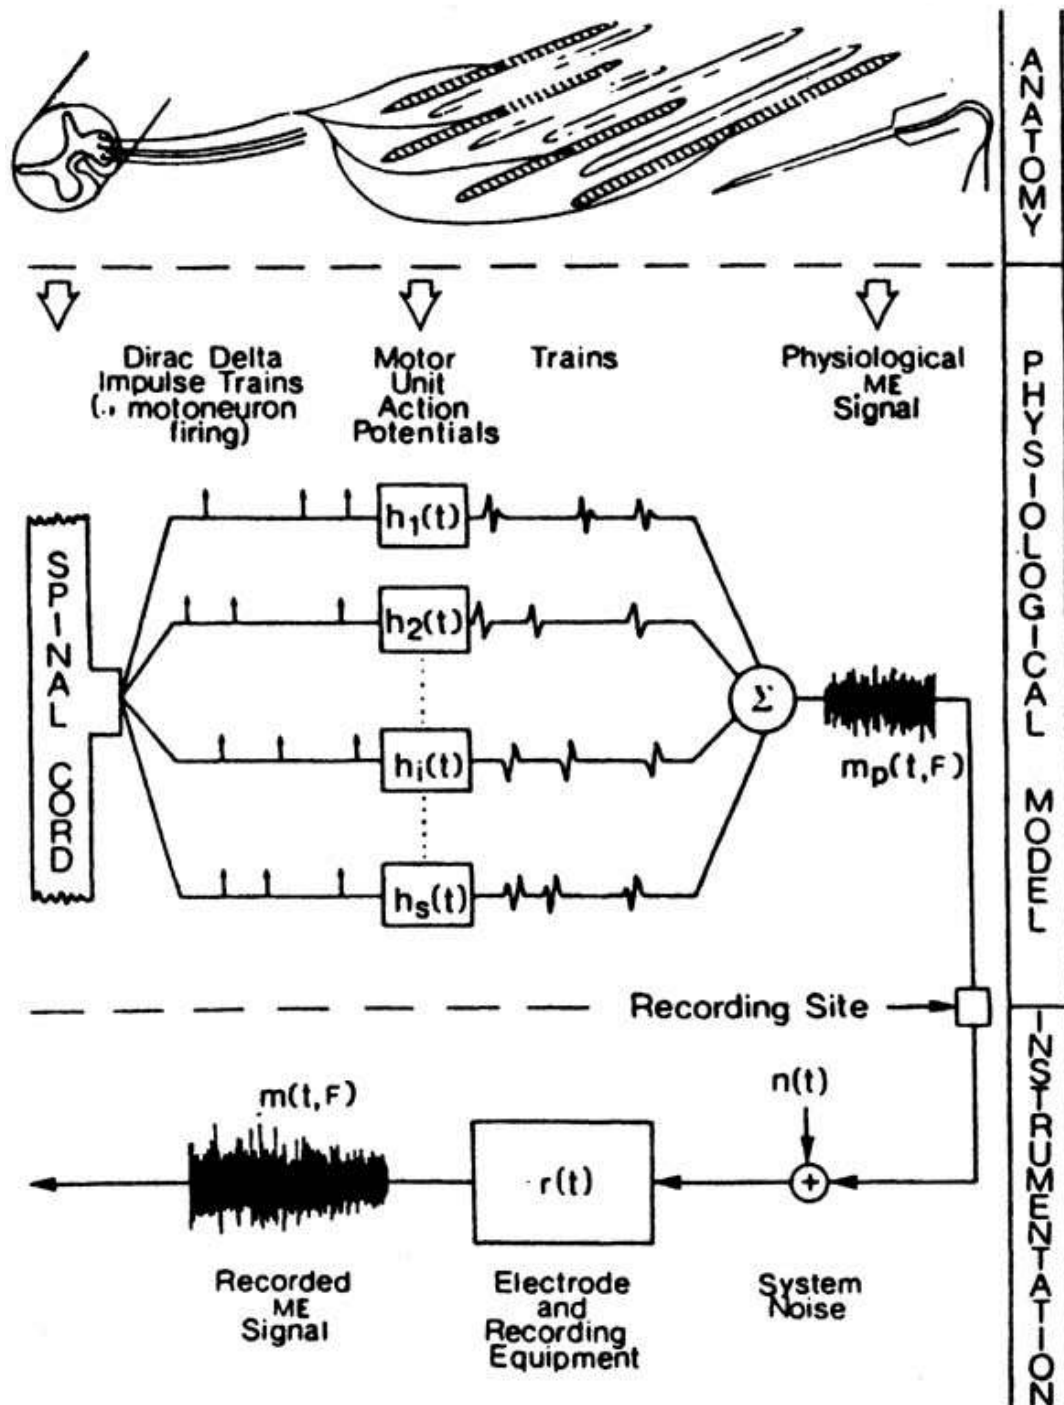 ANATOMY
Dirac Delta
Impulse Trains
(., motoneuron
firing)
Motor
Unit
Action
Potentials
Trains
Physiological
ME
Signal
PHYSIOLOGICAL MODEL
SPINAL CORD
h₁(t)
h₂(t)
hᵢ(t)
hₛ(t)
Σ
mₚ(t,F)
Recording Site
INSTRUMENTATION
m(t,F)
n(t)
r(t)
+
Recorded
ME
Signal
Electrode
and
Recording
Equipment
System
Noise